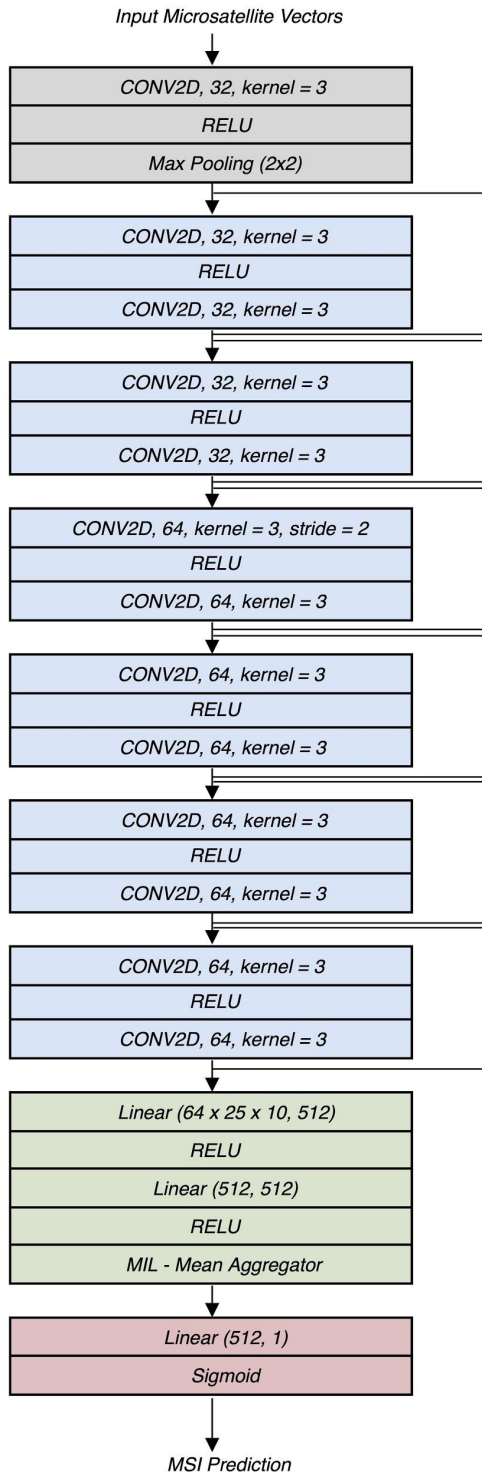 Input Microsatellite Vectors
CONV2D, 32, kernel = 3
RELU
Max Pooling (2x2)
CONV2D, 32, kernel = 3
RELU
CONV2D, 32, kernel = 3
CONV2D, 32, kernel = 3
RELU
CONV2D, 32, kernel = 3
CONV2D, 64, kernel = 3, stride = 2
RELU
CONV2D, 64, kernel = 3
CONV2D, 64, kernel = 3
RELU
CONV2D, 64, kernel = 3
CONV2D, 64, kernel = 3
RELU
CONV2D, 64, kernel = 3
CONV2D, 64, kernel = 3
RELU
CONV2D, 64, kernel = 3
Linear (64 x 25 x 10, 512)
RELU
Linear (512, 512)
RELU
MIL - Mean Aggregator
Linear (512, 1)
Sigmoid
MSI Prediction